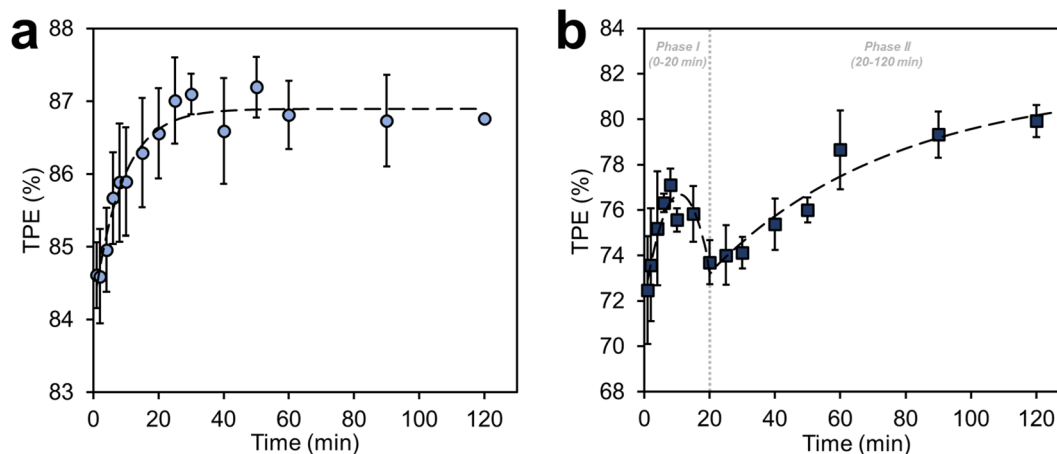 a
88
87
86
85
84
83
TPE (%)
0 20 40 60 80 100 120
Time (min)
b
84
82
80
78
76
74
72
70
68
TPE (%)
Phase I
(0-20 min)
Phase II
(20-120 min)
0 20 40 60 80 100 120
Time (min)